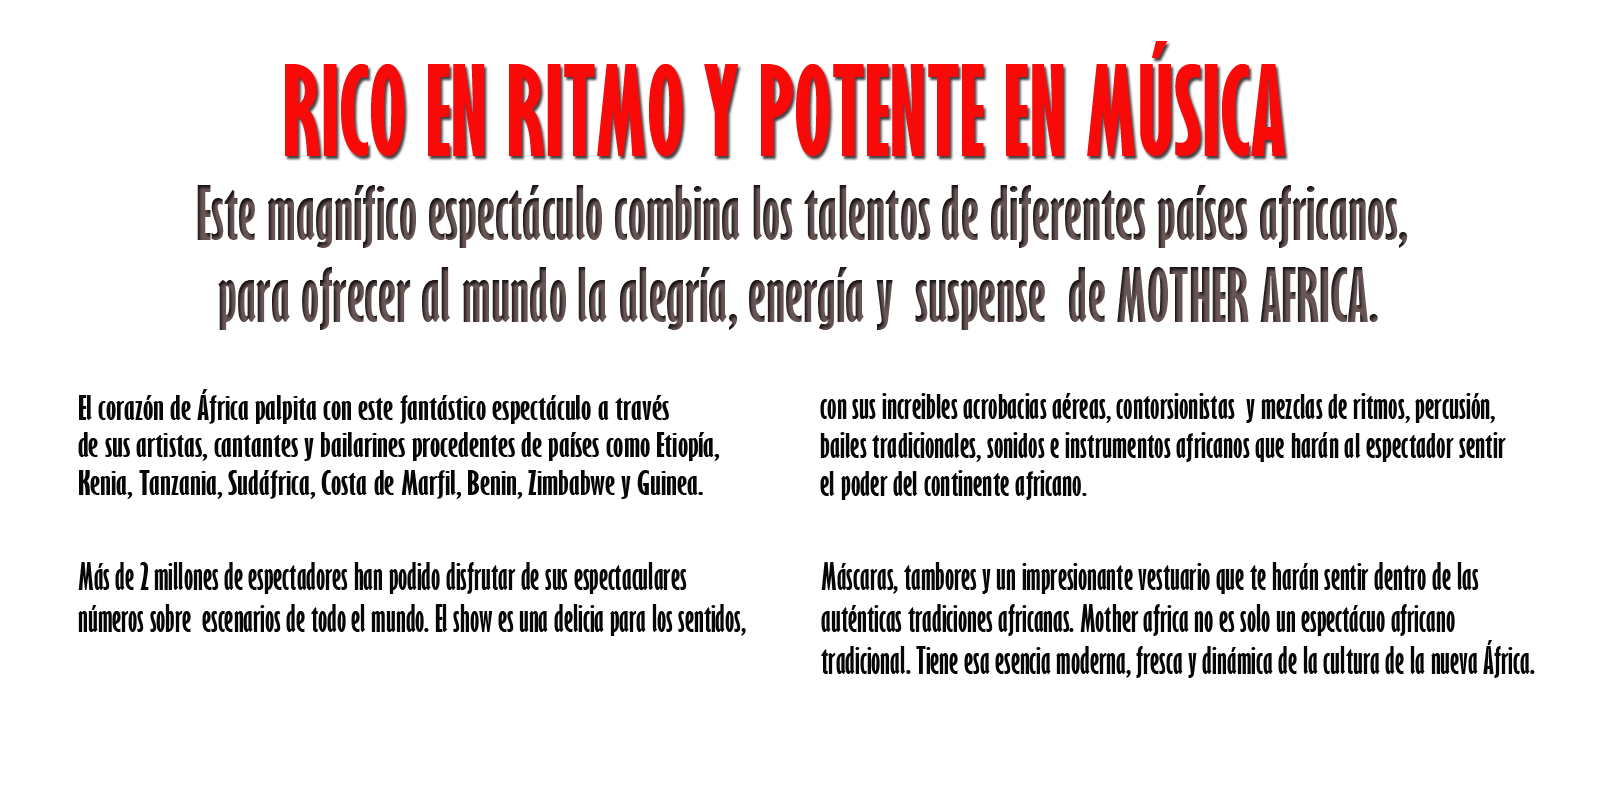 RICO EN RITMO Y POTENTE EN MÚSICA
Este magnífico espectáculo combina los talentos de diferentes países africanos,
para ofrecer al mundo la alegría, energía y suspense de MOTHER AFRICA.
El corazón de África palpita con este fantástico espectáculo a través
de sus artistas, cantantes y bailarines procedentes de países como Etiopía,
Kenia, Tanzania, Sudáfrica, Costa de Marfil, Benin, Zimbabwe y Guinea.
Más de 2 millones de espectadores han podido disfrutar de sus espectaculares
números sobre escenarios de todo el mundo. El show es una delicia para los sentidos,
con sus increibles acrobacias aéreas, contorsionistas y mezclas de ritmos, percusión,
bailes tradicionales, sonidos e instrumentos africanos que harán al espectador sentir
el poder del continente africano.
Máscaras, tambores y un impresionante vestuario que te harán sentir dentro de las
auténticas tradiciones africanas. Mother africa no es solo un espectácuo africano
tradicional. Tiene esa esencia moderna, fresca y dinámica de la cultura de la nueva África.